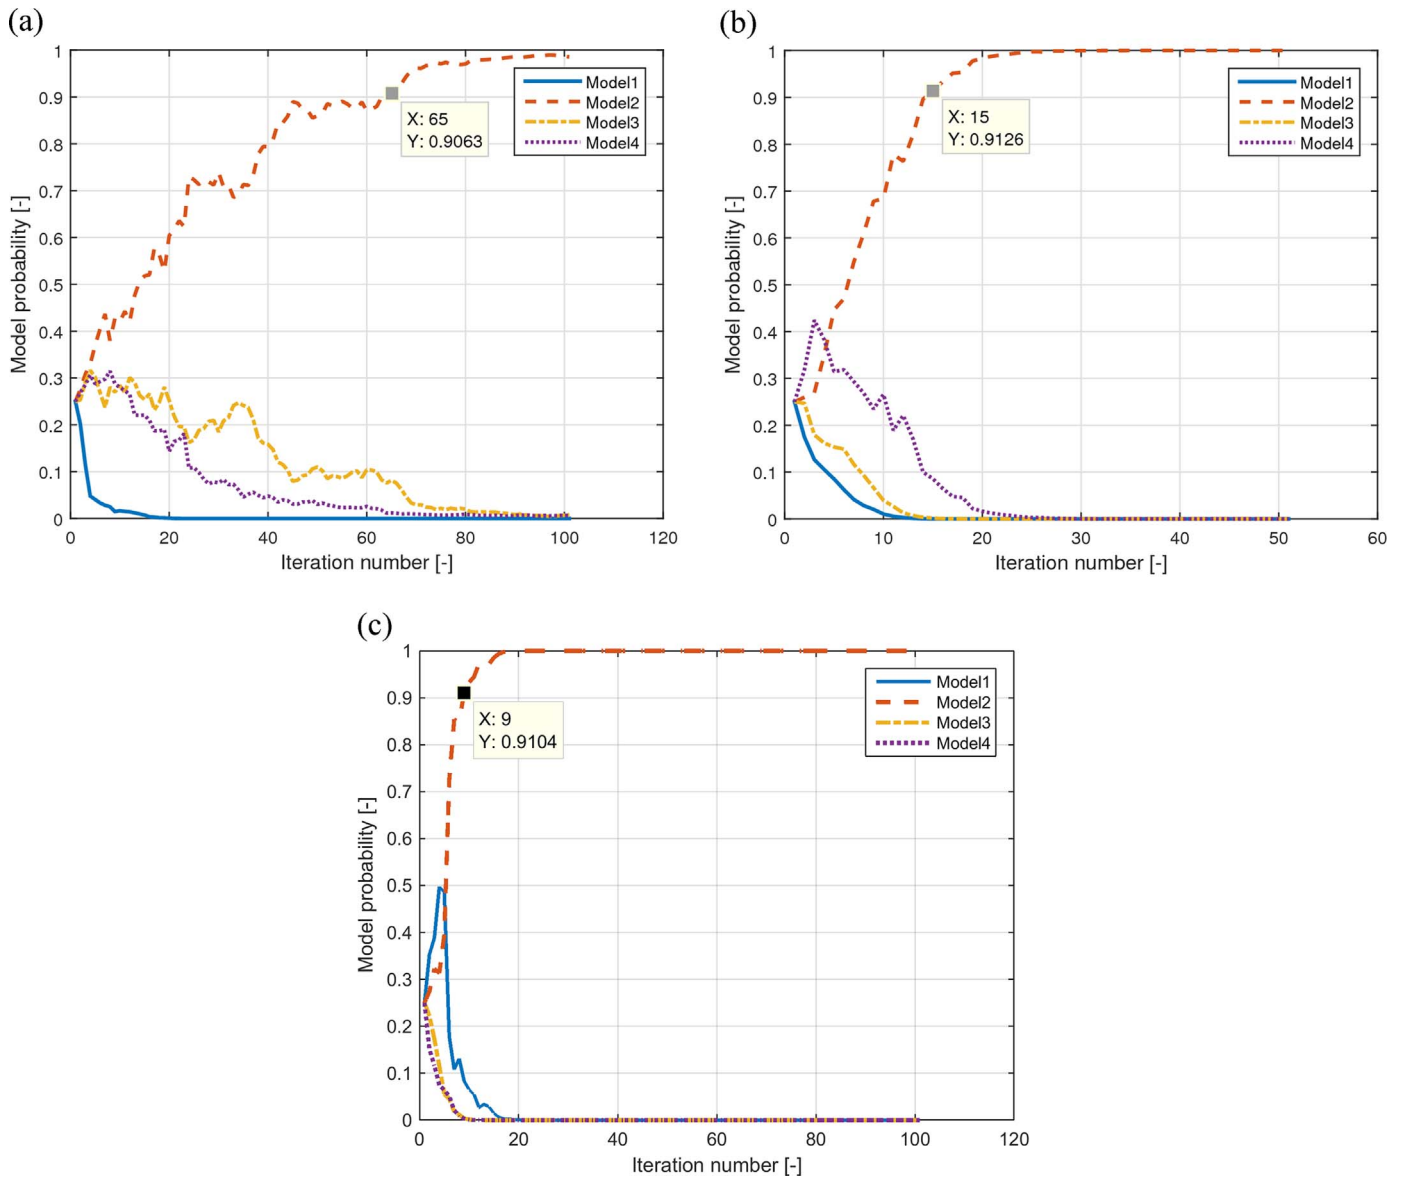 (a)
1
0.9
0.8
0.7
0.6
0.5
0.4
0.3
0.2
0.1
0
Model probability [-]
0 20 40 60 80 100 120
Iteration number [-]
X: 65
Y: 0.9063
Model1
Model2
Model3
Model4
(b)
1
0.9
0.8
0.7
0.6
0.5
0.4
0.3
0.2
0.1
0
Model probability [-]
0 10 20 30 40 50 60
Iteration number [-]
X: 15
Y: 0.9126
Model1
Model2
Model3
Model4
(c)
1
0.9
0.8
0.7
0.6
0.5
0.4
0.3
0.2
0.1
0
Model probability [-]
0 20 40 60 80 100 120
Iteration number [-]
X: 9
Y: 0.9104
Model1
Model2
Model3
Model4